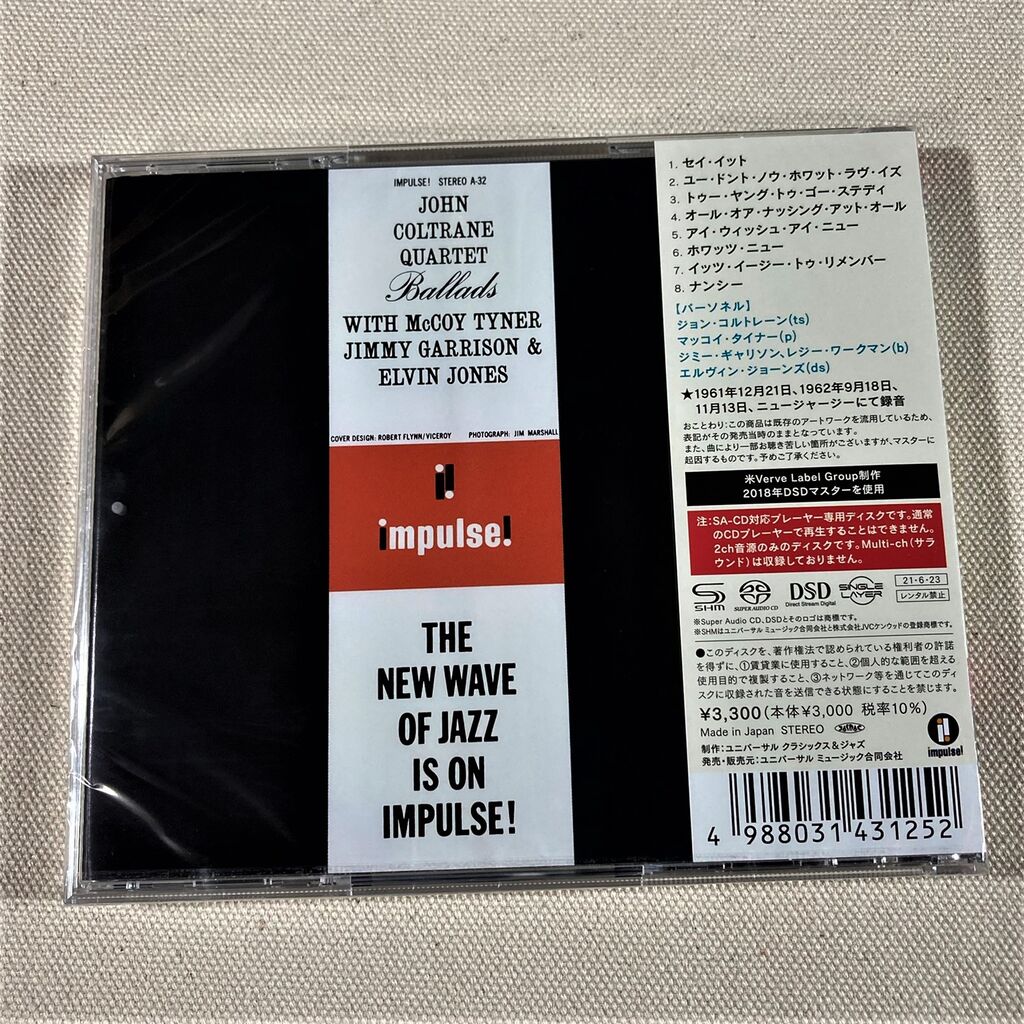 IMPULSE! STEREO A-32
JOHN
COLTRANE
QUARTET
Ballads
WITH McCOY TYNER
JIMMY GARRISON &
ELVIN JONES
COVER DESIGN: ROBERT FLYNN/VICEROY PHOTOGRAPH: JIM MARSHALL
i!
impulse!
THE
NEW WAVE
OF JAZZ
IS ON
IMPULSE!
1. セイ・イット
2. ユー・ドント・ノウ・ホワット・ラヴ・イズ
3. トゥー・ヤング・トゥ・ゴー・ステディ
4. オール・オア・ナッシング・アット・オール
5. アイ・ウィッシュ・アイ・ニュー
6. ホワッツ・ニュー
7. イッツ・イージー・トゥ・リメンバー
8. ナンシー
【パーソネル】
ジョン・コルトレーン(ts)
マッコイ・タイナー(p)
ジミー・ギャリソン、レジー・ワークマン(b)
エルヴィン・ジョーンズ(ds)
★1961年12月21日、1962年9月18日、
11月13日、ニュージャージーにて録音
おことわり:この商品は既存のアートワークを流用しているため、
表記がその発売当時のままとなっています。
また、曲により一部お聴き苦しい箇所がございますが、マスターに
起因するものです。予めご了承ください。
米Verve Label Group制作
2018年DSDマスターを使用
注:SA-CD対応プレーヤー専用ディスクです。通常
のCDプレーヤーで再生することはできません。
2ch音源のみのディスクです。Multi-ch(サラ
ウンド)は収録しておりません。
SHM
SUPER AUDIO CD
DSD
Direct Stream Digital
SINGLE
LAYER
21-6-23
レンタル禁止
※Super Audio CD、DSDとそのロゴは商標です。
※SHMはユニバーサル ミュージック合同会社と株式会社JVCケンウッドの登録商標です。
●このディスクを、著作権法で認められている権利者の許諾
を得ずに、①賃貸業に使用すること、②個人的な範囲を超える
使用目的で複製すること、③ネットワーク等を通じてこのディ
スクに収録された音を送信できる状態にすることを禁じます。
¥3,300(本体¥3,000 税率10%)
Made in Japan STEREO
制作:ユニバーサル クラシックス&ジャズ
発売・販売元:ユニバーサル ミュージック合同会社
i!
impulse!
4 988031 431252